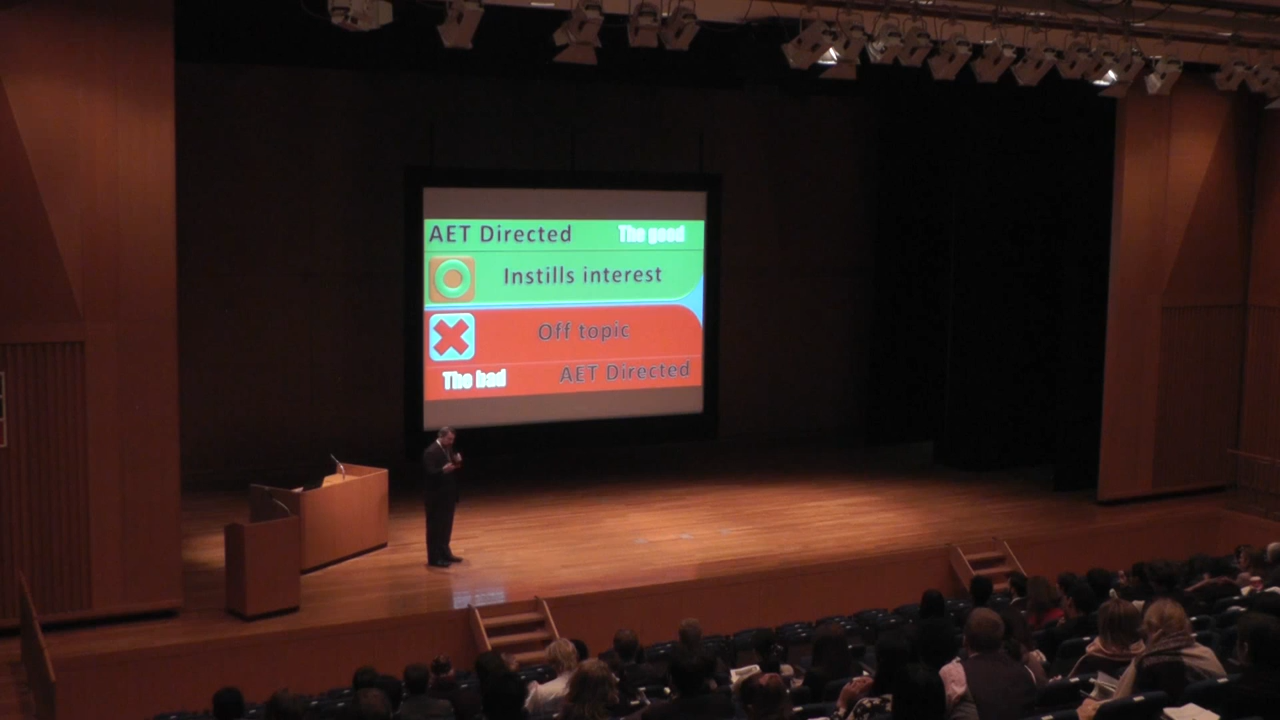 AET Directed The good
Instills interest
Off topic
The bad AET Directed